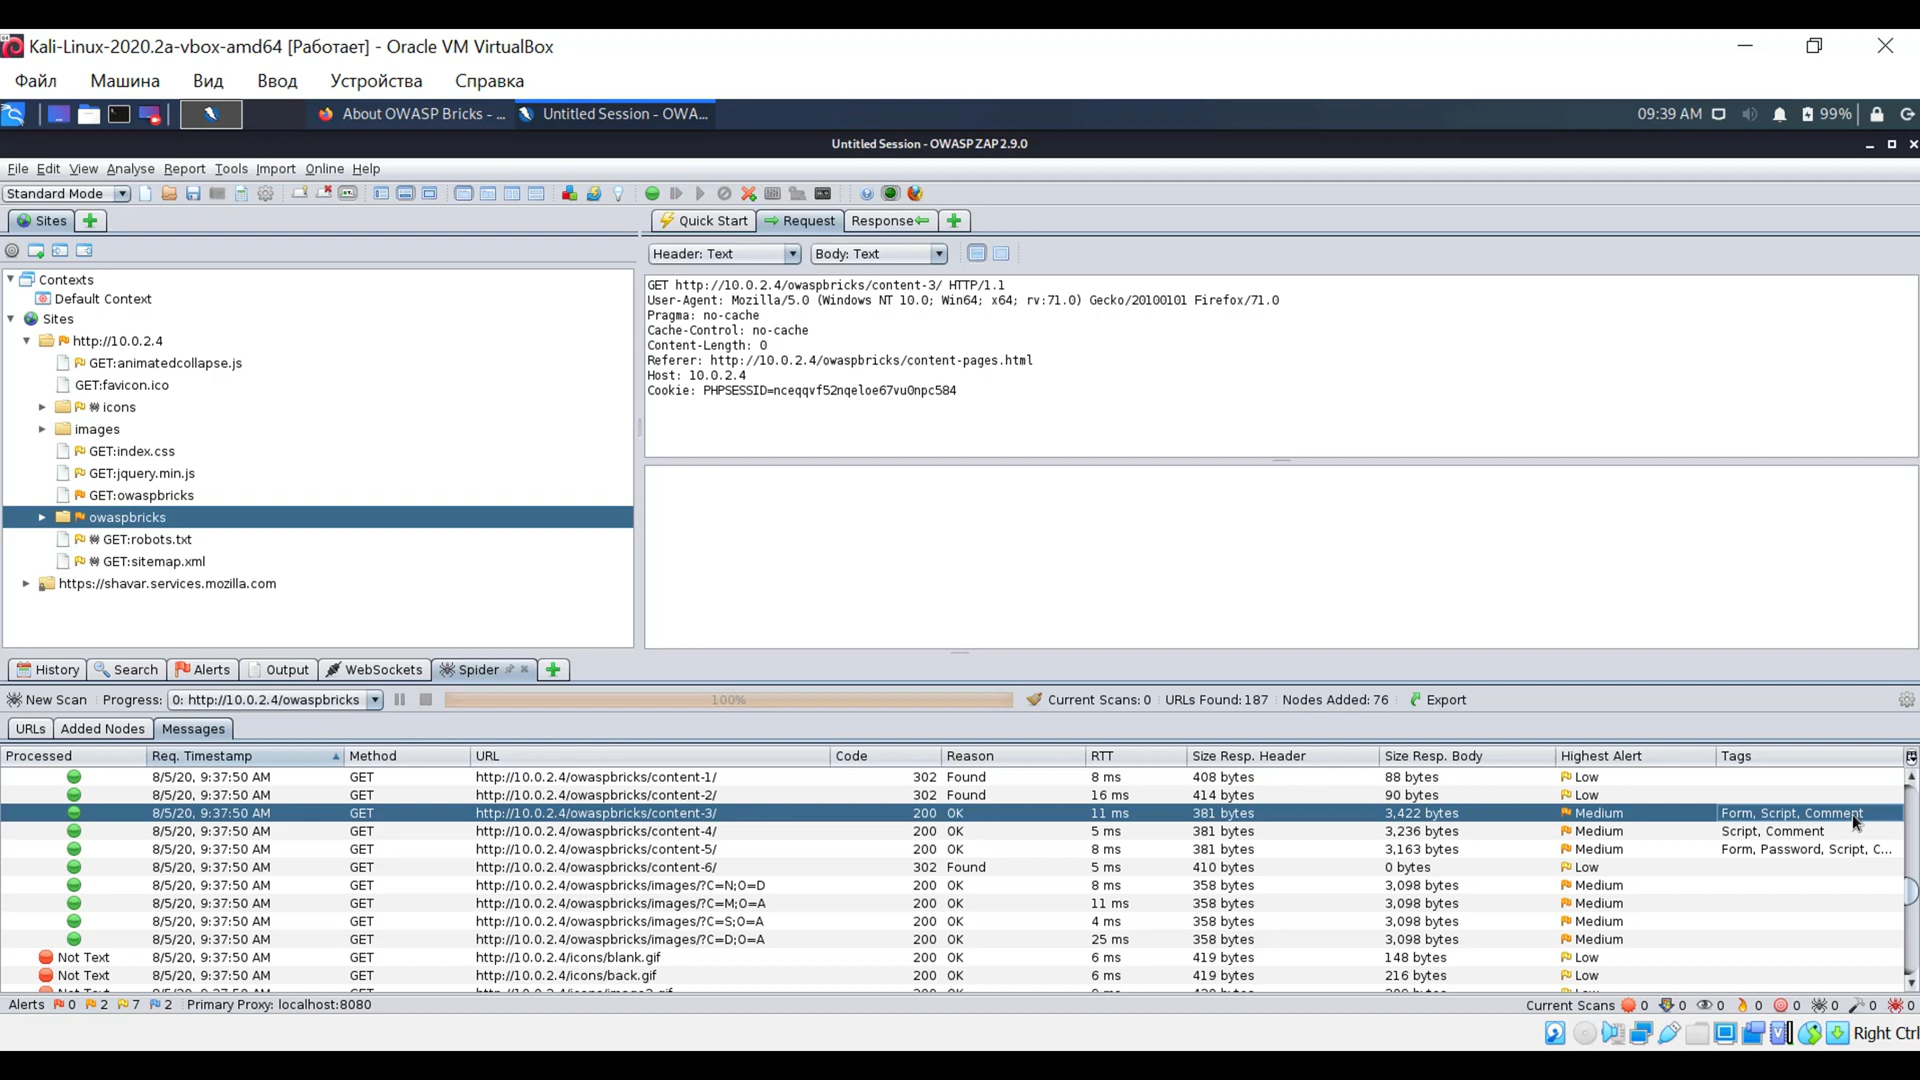 Kali-Linux-2020.2a-vbox-amd64 [Работает] - Oracle VM VirtualBox
Файл Машина Вид Ввод Устройства Справка
About OWASP Bricks - ... Untitled Session - OWA... 09:39 AM 99%
Untitled Session - OWASP ZAP 2.9.0
File Edit View Analyse Report Tools Import Online Help
Standard Mode
Sites Quick Start Request Response
Header: Text Body: Text
Contexts
Default Context
Sites
http://10.0.2.4
GET:animatedcollapse.js
GET:favicon.ico
icons
images
GET:index.css
GET:jquery.min.js
GET:owaspbricks
owaspbricks
GET:robots.txt
GET:sitemap.xml
https://shavar.services.mozilla.com
GET http://10.0.2.4/owaspbricks/content-3/ HTTP/1.1
User-Agent: Mozilla/5.0 (Windows NT 10.0; Win64; x64; rv:71.0) Gecko/20100101 Firefox/71.0
Pragma: no-cache
Cache-Control: no-cache
Content-Length: 0
Referer: http://10.0.2.4/owaspbricks/content-pages.html
Host: 10.0.2.4
Cookie: PHPSESSID=nceqqvf52nqeloe67vu0npc584
History Search Alerts Output WebSockets Spider
New Scan Progress: 0: http://10.0.2.4/owaspbricks 100% Current Scans: 0 URLs Found: 187 Nodes Added: 76 Export
URLs Added Nodes Messages
Processed Req. Timestamp Method URL Code Reason RTT Size Resp. Header Size Resp. Body Highest Alert Tags
8/5/20, 9:37:50 AM GET http://10.0.2.4/owaspbricks/content-1/ 302 Found 8 ms 408 bytes 88 bytes Low
8/5/20, 9:37:50 AM GET http://10.0.2.4/owaspbricks/content-2/ 302 Found 16 ms 414 bytes 90 bytes Low
8/5/20, 9:37:50 AM GET http://10.0.2.4/owaspbricks/content-3/ 200 OK 11 ms 381 bytes 3,422 bytes Medium Form, Script, Comment
8/5/20, 9:37:50 AM GET http://10.0.2.4/owaspbricks/content-4/ 200 OK 5 ms 381 bytes 3,236 bytes Medium Script, Comment
8/5/20, 9:37:50 AM GET http://10.0.2.4/owaspbricks/content-5/ 200 OK 8 ms 381 bytes 3,163 bytes Medium Form, Password, Script, C...
8/5/20, 9:37:50 AM GET http://10.0.2.4/owaspbricks/content-6/ 302 Found 5 ms 410 bytes 0 bytes Low
8/5/20, 9:37:50 AM GET http://10.0.2.4/owaspbricks/images/?C=N;O=D 200 OK 8 ms 358 bytes 3,098 bytes Medium
8/5/20, 9:37:50 AM GET http://10.0.2.4/owaspbricks/images/?C=M;O=A 200 OK 11 ms 358 bytes 3,098 bytes Medium
8/5/20, 9:37:50 AM GET http://10.0.2.4/owaspbricks/images/?C=S;O=A 200 OK 4 ms 358 bytes 3,098 bytes Medium
8/5/20, 9:37:50 AM GET http://10.0.2.4/owaspbricks/images/?C=D;O=A 200 OK 25 ms 358 bytes 3,098 bytes Medium
Not Text 8/5/20, 9:37:50 AM GET http://10.0.2.4/icons/blank.gif 200 OK 6 ms 419 bytes 148 bytes Low
Not Text 8/5/20, 9:37:50 AM GET http://10.0.2.4/icons/back.gif 200 OK 6 ms 419 bytes 216 bytes Low
Alerts 0 2 7 2 Primary Proxy: localhost:8080 Current Scans 0 0 0 0 0 0 0 0
Right Ctrl